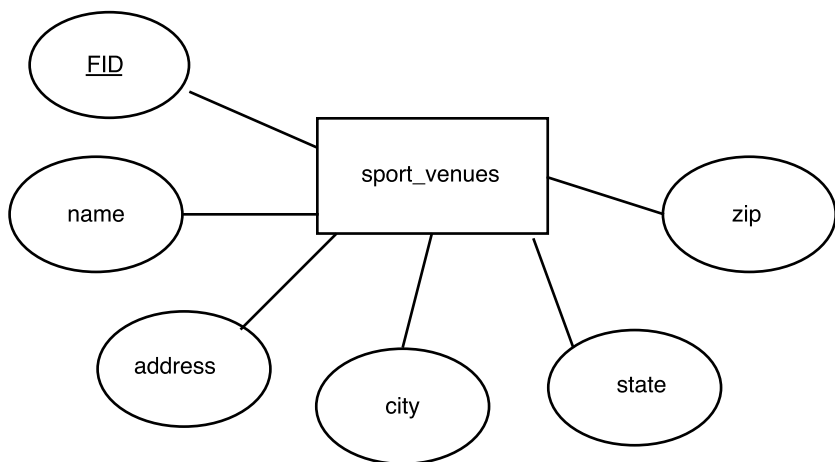 FID
sport_venues
name
zip
address
city
state